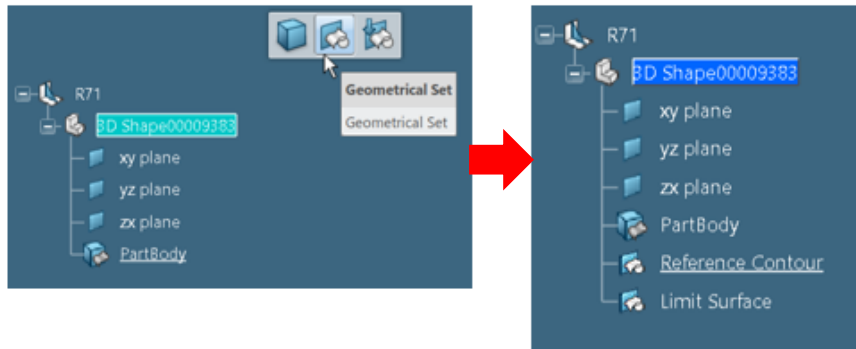 Geometrical Set
Geometrical Set
R71
3D Shape00009383
xy plane
yz plane
zx plane
PartBody
R71
3D Shape00009383
xy plane
yz plane
zx plane
PartBody
Reference Contour
Limit Surface